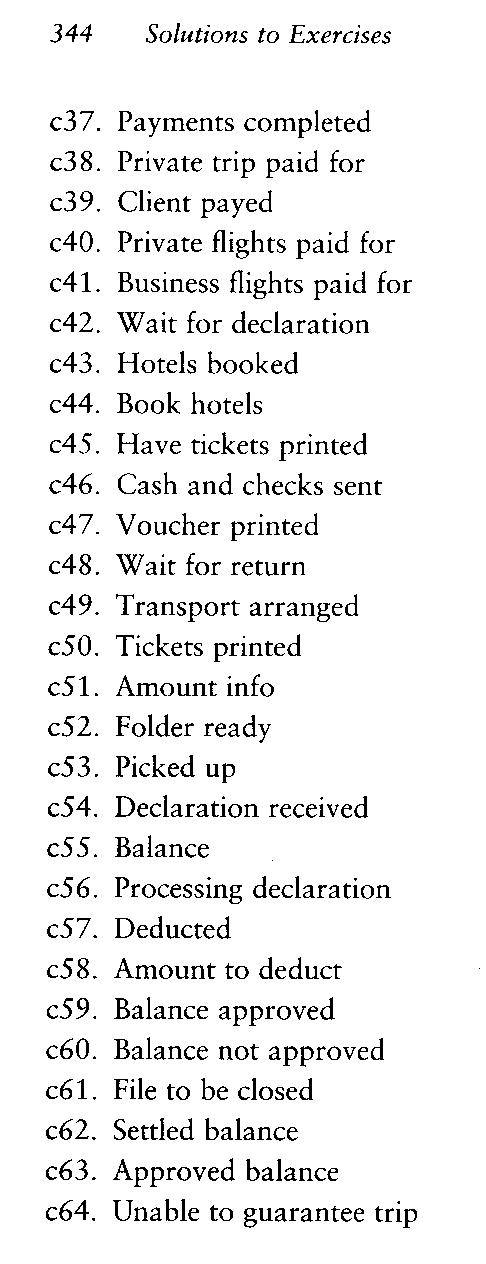 344 Solutions to Exercises
c37. Payments completed
c38. Private trip paid for
c39. Client payed
c40. Private flights paid for
c41. Business flights paid for
c42. Wait for declaration
c43. Hotels booked
c44. Book hotels
c45. Have tickets printed
c46. Cash and checks sent
c47. Voucher printed
c48. Wait for return
c49. Transport arranged
c50. Tickets printed
c51. Amount info
c52. Folder ready
c53. Picked up
c54. Declaration received
c55. Balance
c56. Processing declaration
c57. Deducted
c58. Amount to deduct
c59. Balance approved
c60. Balance not approved
c61. File to be closed
c62. Settled balance
c63. Approved balance
c64. Unable to guarantee trip